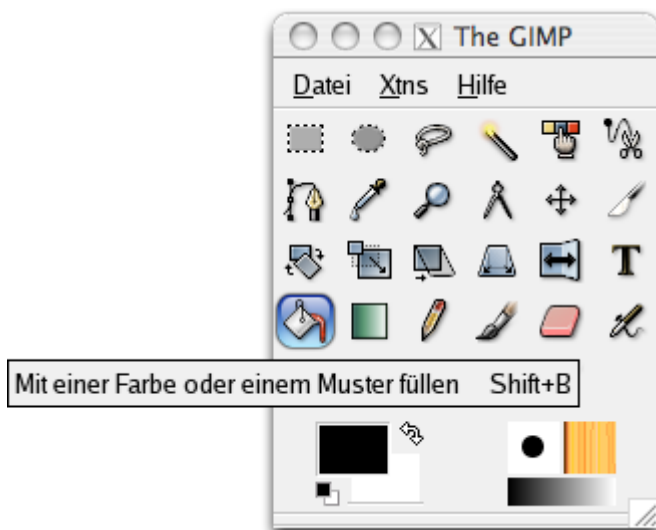 The GIMP
Datei Xtns Hilfe
Mit einer Farbe oder einem Muster füllen Shift+B